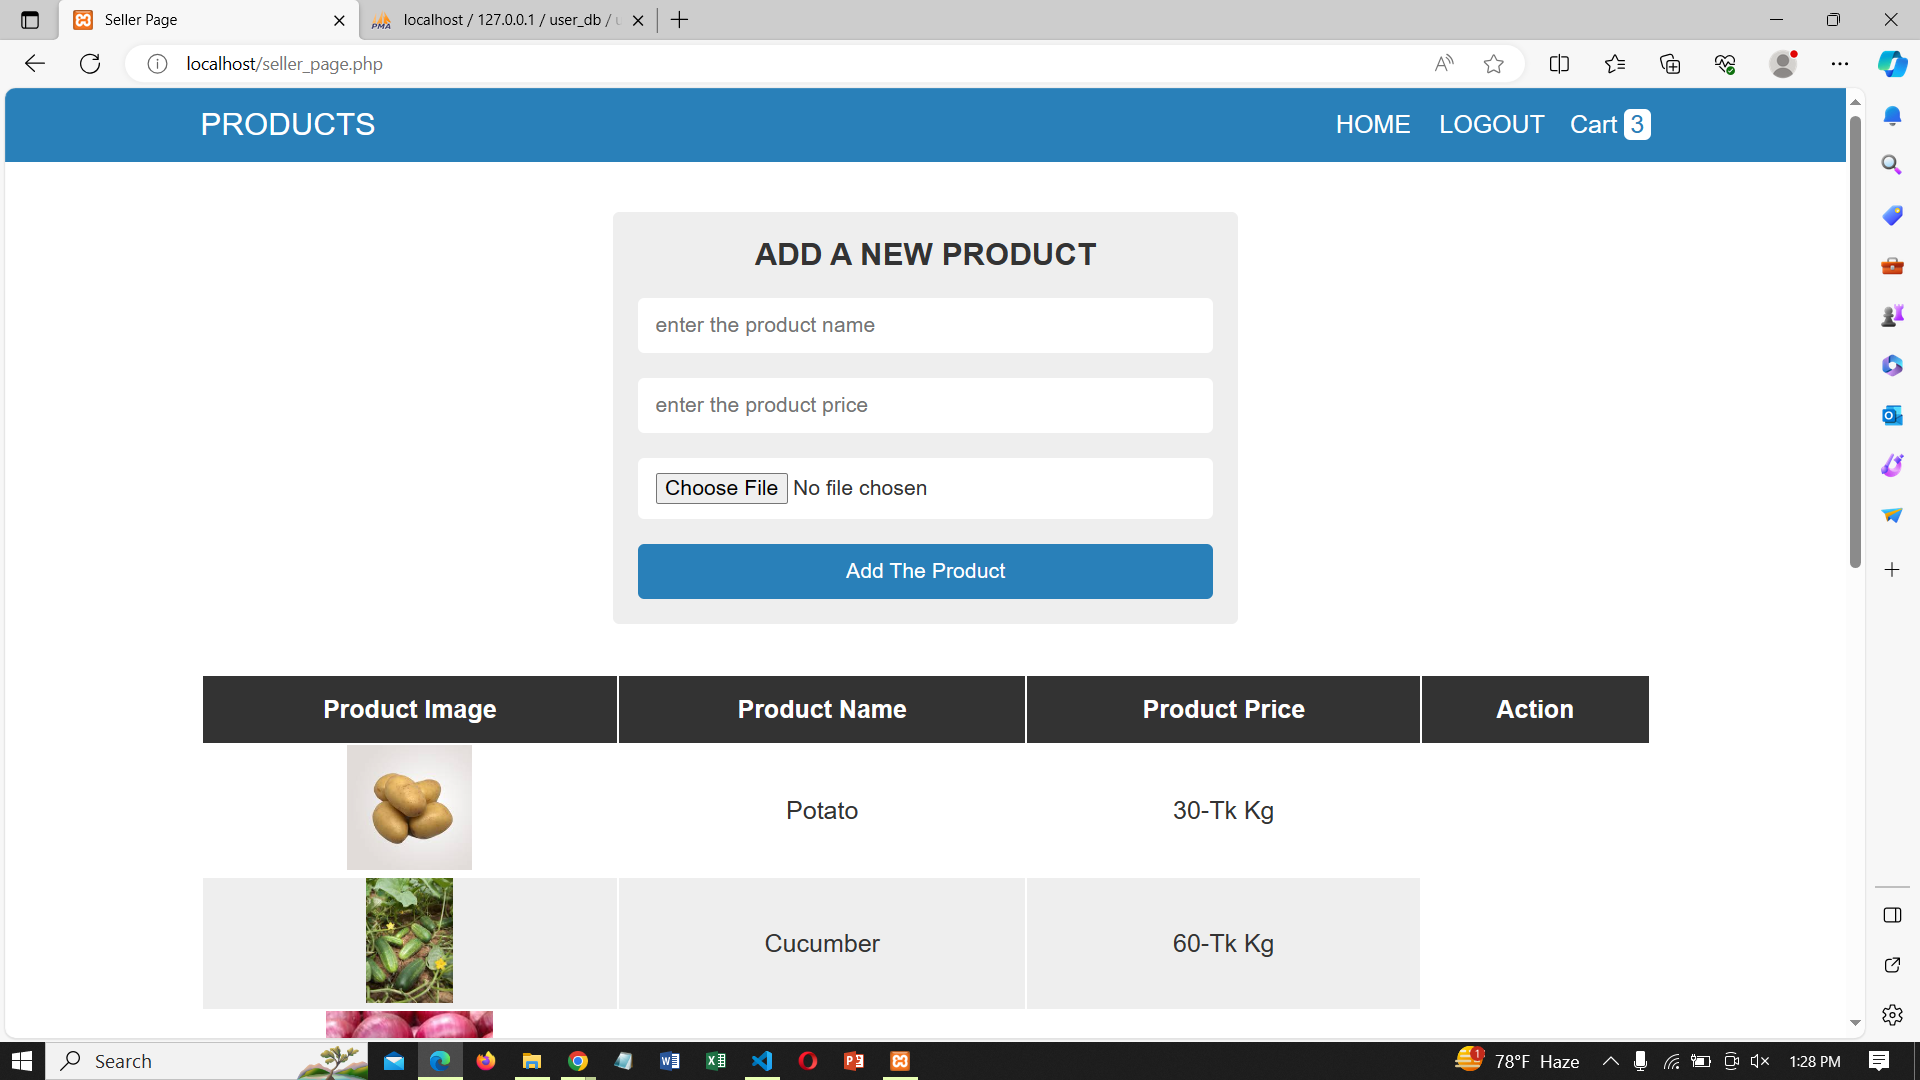 Seller Page
localhost / 127.0.0.1 / user_db /
localhost/seller_page.php
PRODUCTS
HOME LOGOUT Cart 3
ADD A NEW PRODUCT
enter the product name
enter the product price
Choose File No file chosen
Add The Product
Product Image Product Name Product Price Action
Potato 30-Tk Kg
Cucumber 60-Tk Kg
Search
1 78°F Haze 1:28 PM